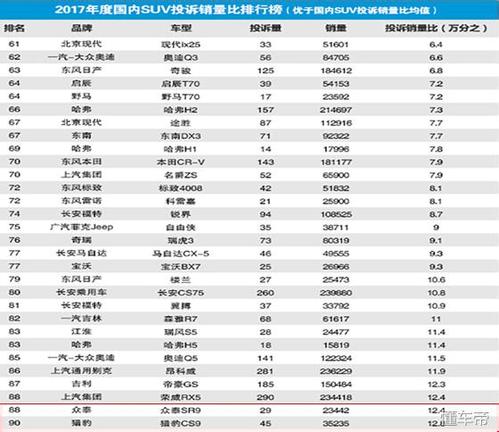 2017年度国内SUV投诉销量比排行榜（优于国内SUV投诉销量比均值）
排名 品牌 车型 投诉量 销量 投诉销量比(万分之)
61 北京现代 现代ix25 33 51601 6.4
62 一汽-大众奥迪 奥迪Q3 56 84705 6.6
63 东风日产 奇骏 125 184612 6.8
64 启辰 启辰T70 39 54153 7.2
64 野马 野马T70 17 23592 7.2
66 哈弗 哈弗H2 157 214697 7.3
67 北京现代 途胜 87 112916 7.7
67 东南 东南DX3 71 92322 7.7
69 哈弗 哈弗H1 14 17996 7.8
70 东风本田 本田CR-V 143 181177 7.9
70 上汽集团 名爵ZS 52 65900 7.9
72 东风标致 标致4008 42 51832 8.1
72 东风雷诺 科雷嘉 21 25900 8.1
74 长安福特 锐界 94 108525 8.7
75 广汽菲克Jeep 自由侠 35 38711 9
76 奇瑞 瑞虎3 73 80319 9.1
77 长安马自达 马自达CX-5 46 49555 9.3
77 宝沃 宝沃BX7 25 26966 9.3
79 东风日产 楼兰 27 25473 10.6
80 长安乘用车 长安CS75 260 239880 10.8
81 长安福特 翼搏 37 33792 10.9
82 一汽吉林 森雅R7 68 61617 11
83 江淮 瑞风S5 28 24477 11.4
83 哈弗 哈弗H5 18 15819 11.4
85 一汽-大众奥迪 奥迪Q5 141 122324 11.5
86 上汽通用别克 昂科威 281 236229 11.9
87 吉利 帝豪GS 185 150484 12.3
88 上汽集团 荣威RX5 290 234418 12.4
88 众泰 众泰SR9 29 23442 12.4
90 猎豹 猎豹CS9 45 35235 12.8
懂车帝